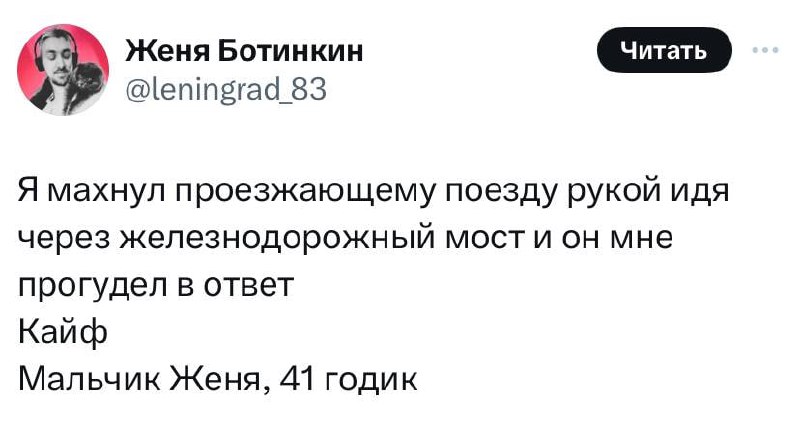 Женя Ботинкин
Читать
@leningrad_83
Я махнул проезжающему поезду рукой идя
через железнодорожный мост и он мне
прогудел в ответ
Кайф
Мальчик Женя, 41 годик